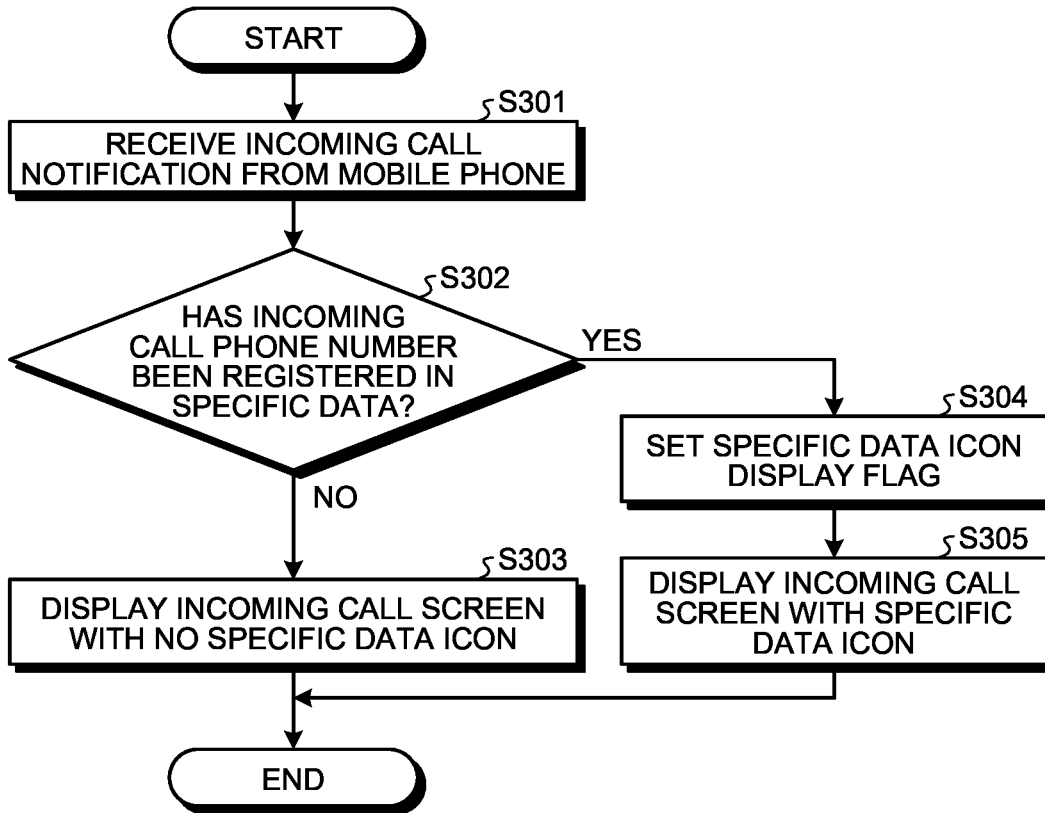 START
S301
RECEIVE INCOMING CALL
NOTIFICATION FROM MOBILE PHONE
S302
HAS INCOMING
CALL PHONE NUMBER
BEEN REGISTERED IN
SPECIFIC DATA?
YES
NO
S304
SET SPECIFIC DATA ICON
DISPLAY FLAG
S303
DISPLAY INCOMING CALL SCREEN
WITH NO SPECIFIC DATA ICON
S305
DISPLAY INCOMING CALL
SCREEN WITH SPECIFIC
DATA ICON
END